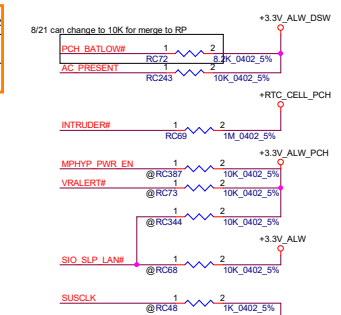 +3.3V_ALW_DSW
8/21 can change to 10K for merge to RP
PCH_BATLOW# 1 2
RC72 8.2K_0402_5%
AC_PRESENT 1 2
RC243 10K_0402_5%
+RTC_CELL_PCH
INTRUDER# 1 2
RC69 1M_0402_5%
+3.3V_ALW_PCH
MPHYP_PWR_EN 1 2
@RC387 10K_0402_5%
VRALERT# 1 2
@RC73 10K_0402_5%
1 2
@RC344 10K_0402_5%
+3.3V_ALW
SIO_SLP_LAN# 1 2
@RC68 10K_0402_5%
SUSCLK 1 2
@RC48 1K_0402_5%